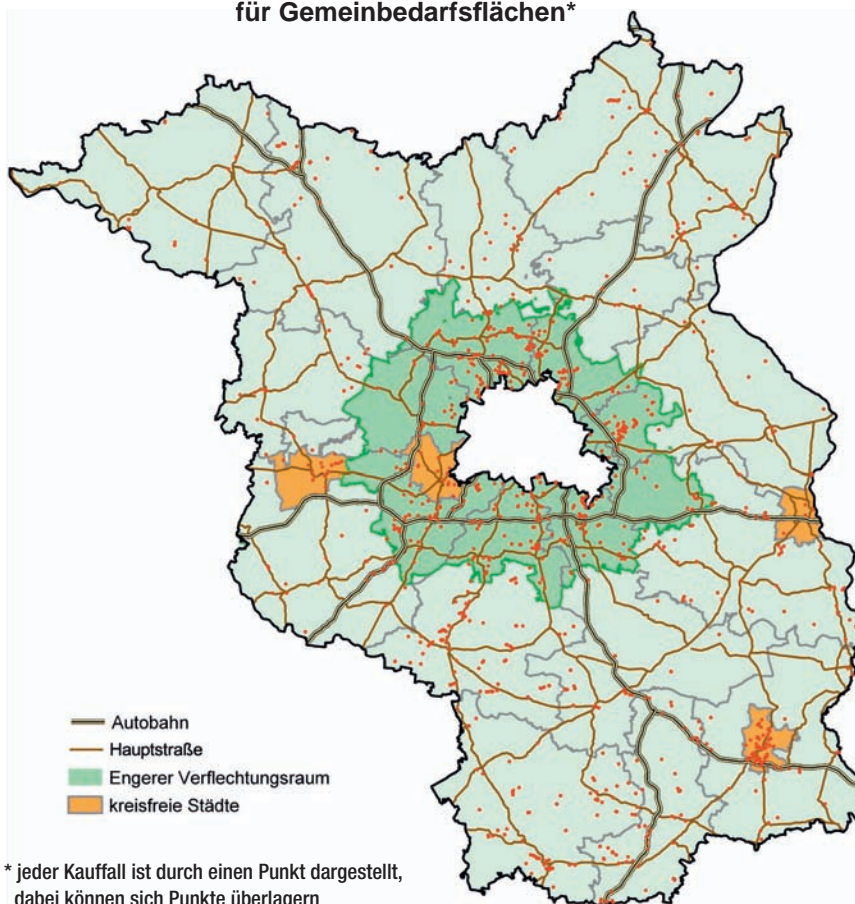 für Gemeinbedarfsflächen*
Autobahn
Hauptstraße
Engerer Verflechtungsraum
kreisfreie Städte
* jeder Kauffall ist durch einen Punkt dargestellt,
dabei können sich Punkte überlagern